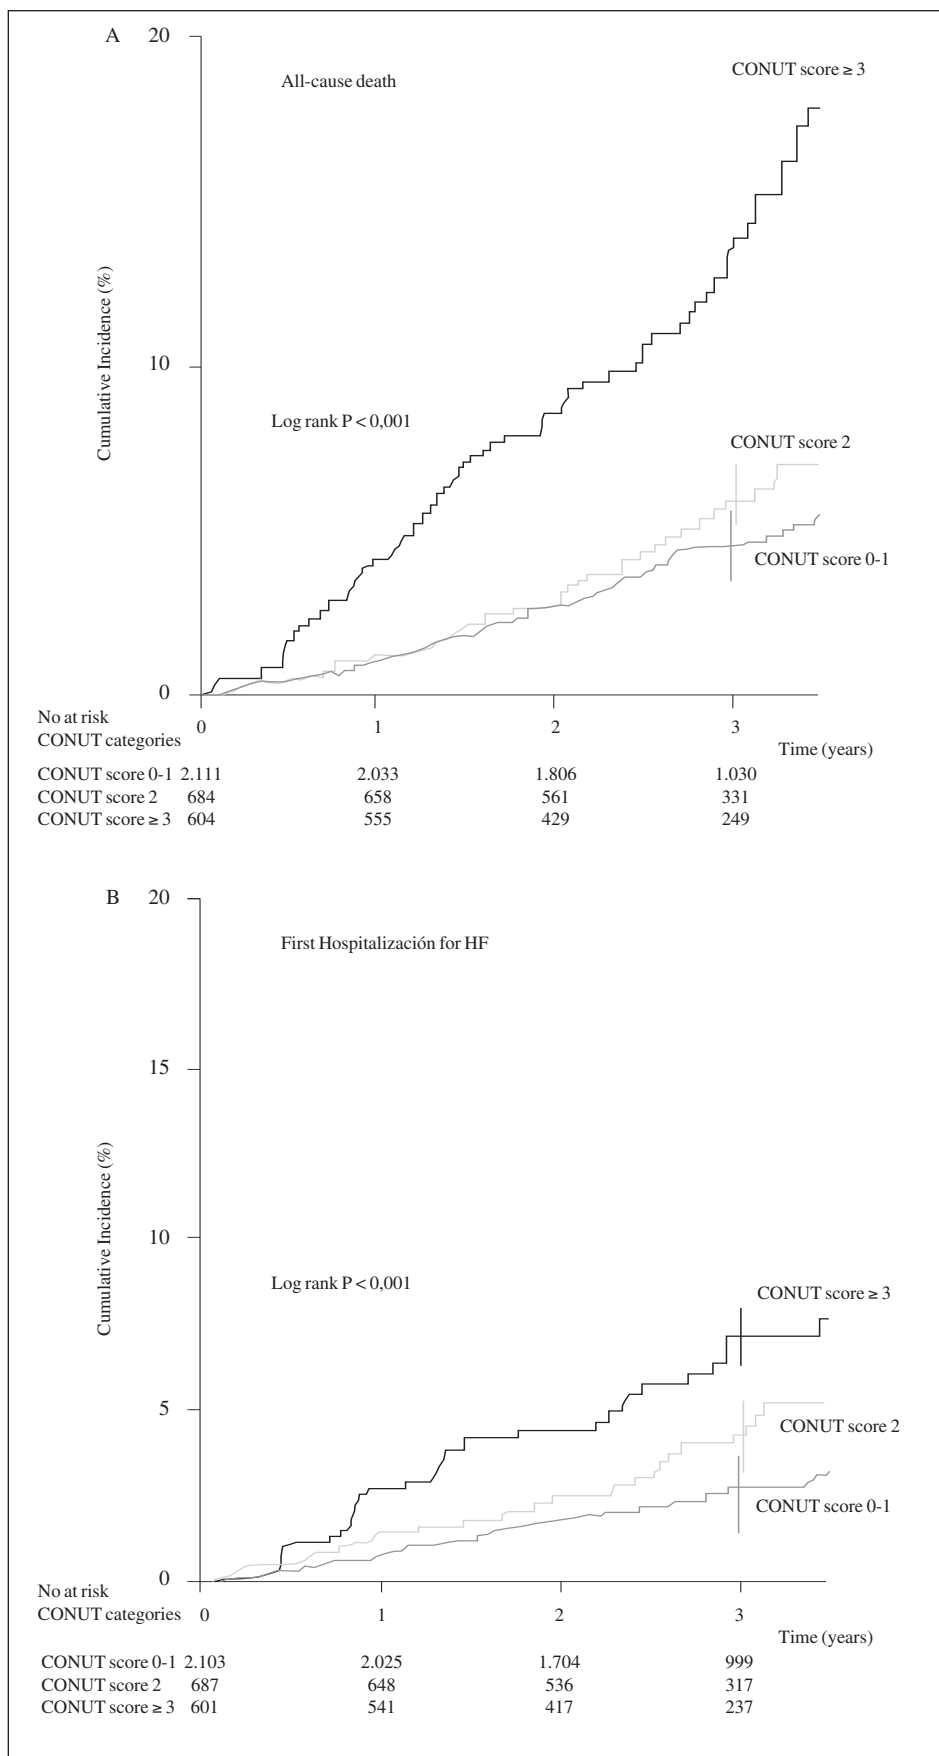 A
20
CONUT score ≥ 3
All-cause death
Cumulative Incidence (%)
10
Log rank P < 0,001
CONUT score 2
CONUT score 0-1
0
No at risk
0 1 2 3
CONUT categories
Time (years)
CONUT score 0-1 2.111 2.033 1.806 1.030
CONUT score 2 684 658 561 331
CONUT score ≥ 3 604 555 429 249
B
20
First Hospitalización for HF
15
Cumulative Incidence (%)
10
Log rank P < 0,001
CONUT score ≥ 3
5
CONUT score 2
CONUT score 0-1
0
No at risk
CONUT categories 0 1 2 3
Time (years)
CONUT score 0-1 2.103 2.025 1.704 999
CONUT score 2 687 648 536 317
CONUT score ≥ 3 601 541 417 237